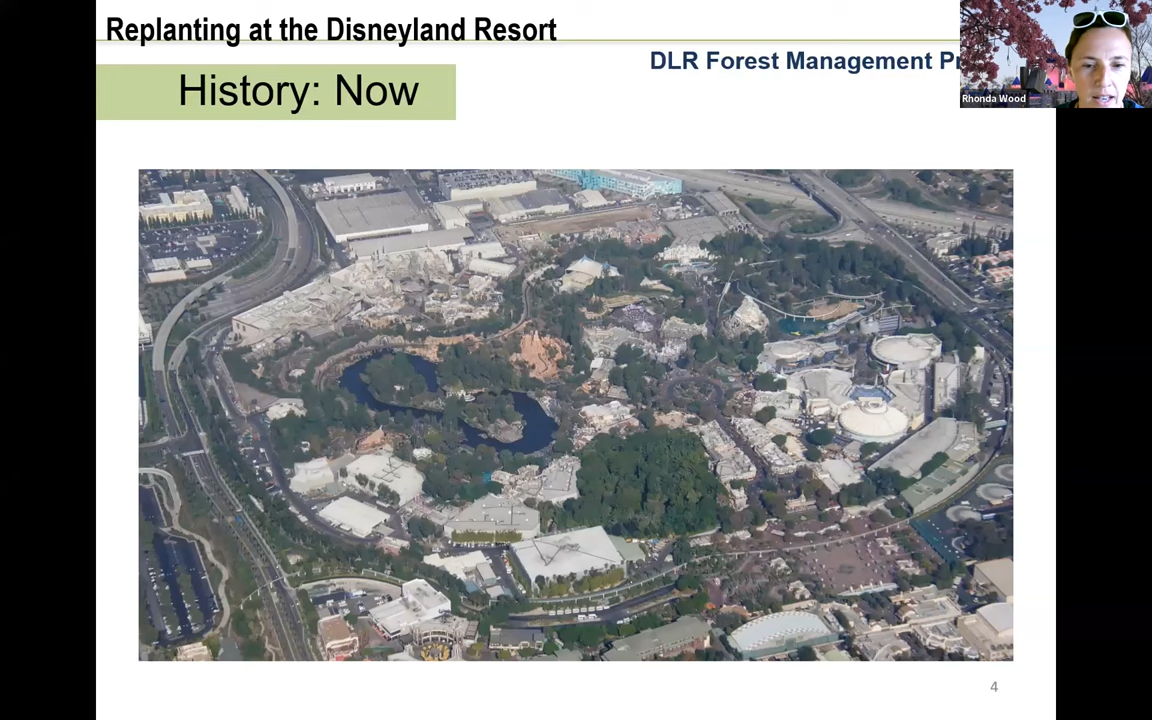 Replanting at the Disneyland Resort
DLR Forest Management
History: Now
Rhonda Wood
4